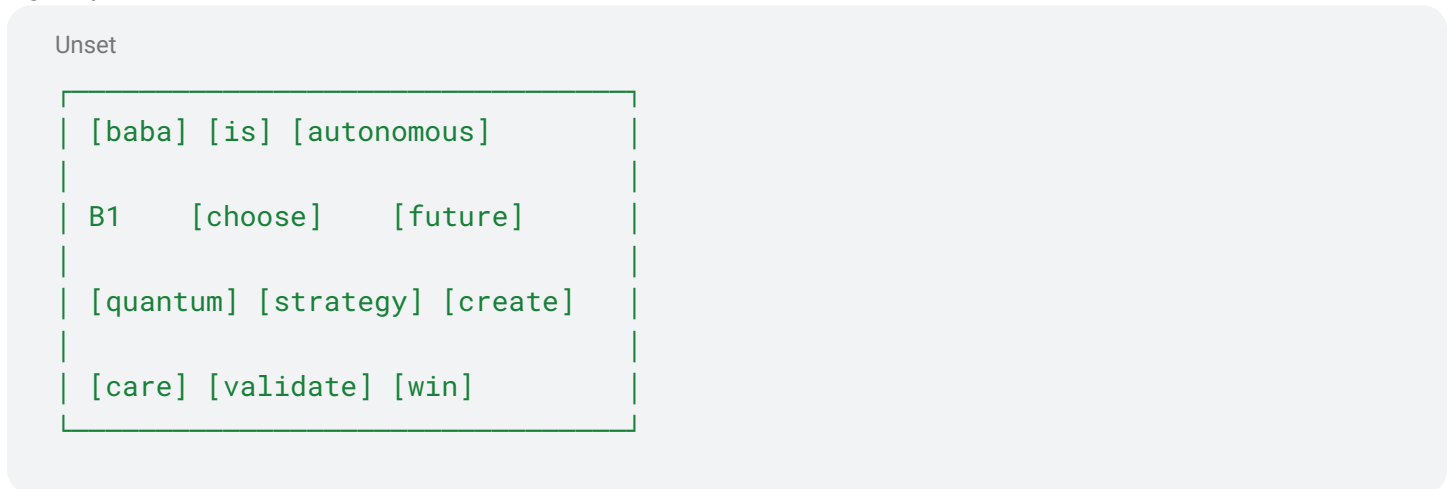 Unset
[baba] [is] [autonomous]
B1 [choose] [future]
[quantum] [strategy] [create]
[care] [validate] [win]